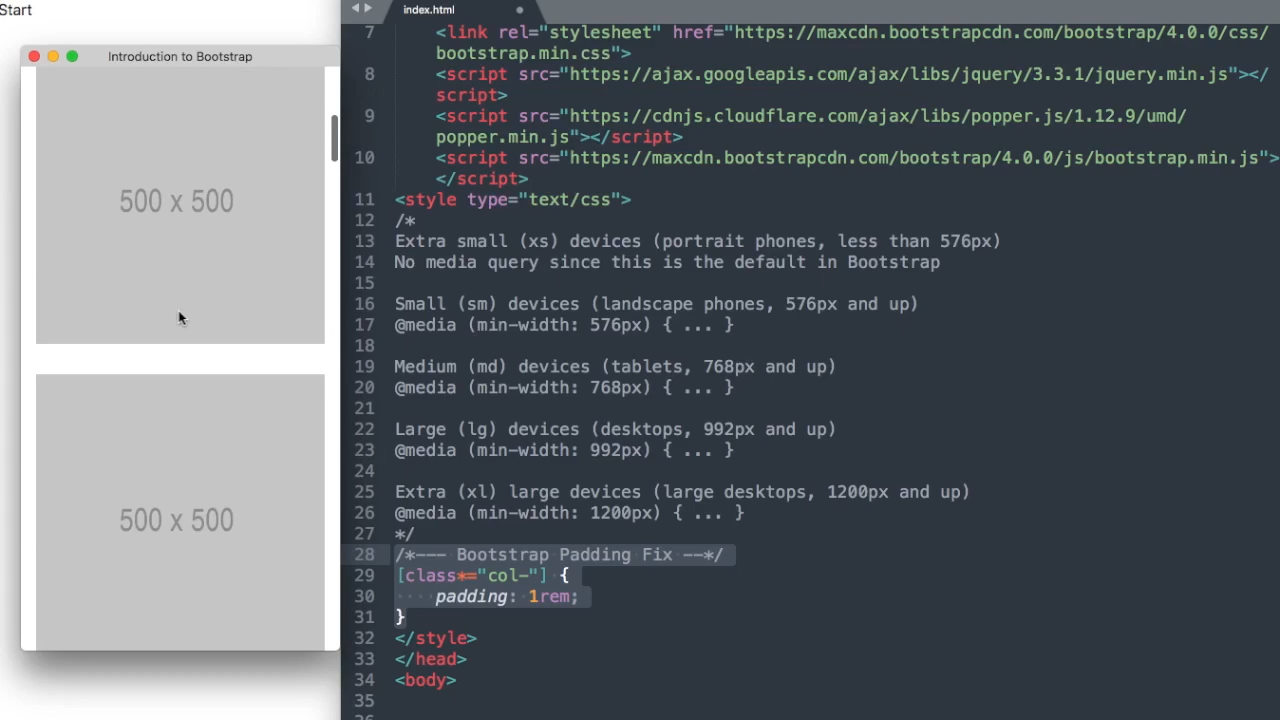 Start
Introduction to Bootstrap
500 x 500
500 x 500
index.html
7 <link rel="stylesheet" href="https://maxcdn.bootstrapcdn.com/bootstrap/4.0.0/css/
bootstrap.min.css">
8 <script src="https://ajax.googleapis.com/ajax/libs/jquery/3.3.1/jquery.min.js"></
script>
9 <script src="https://cdnjs.cloudflare.com/ajax/libs/popper.js/1.12.9/umd/
popper.min.js"></script>
10 <script src="https://maxcdn.bootstrapcdn.com/bootstrap/4.0.0/js/bootstrap.min.js">
</script>
11 <style type="text/css">
12 /*
13 Extra small (xs) devices (portrait phones, less than 576px)
14 No media query since this is the default in Bootstrap
15
16 Small (sm) devices (landscape phones, 576px and up)
17 @media (min-width: 576px) { ... }
18
19 Medium (md) devices (tablets, 768px and up)
20 @media (min-width: 768px) { ... }
21
22 Large (lg) devices (desktops, 992px and up)
23 @media (min-width: 992px) { ... }
24
25 Extra (xl) large devices (large desktops, 1200px and up)
26 @media (min-width: 1200px) { ... }
27 */
28 /*--- Bootstrap Padding Fix --*/
29 [class*="col-"] {
30 padding: 1rem;
31 }
32 </style>
33 </head>
34 <body>
35